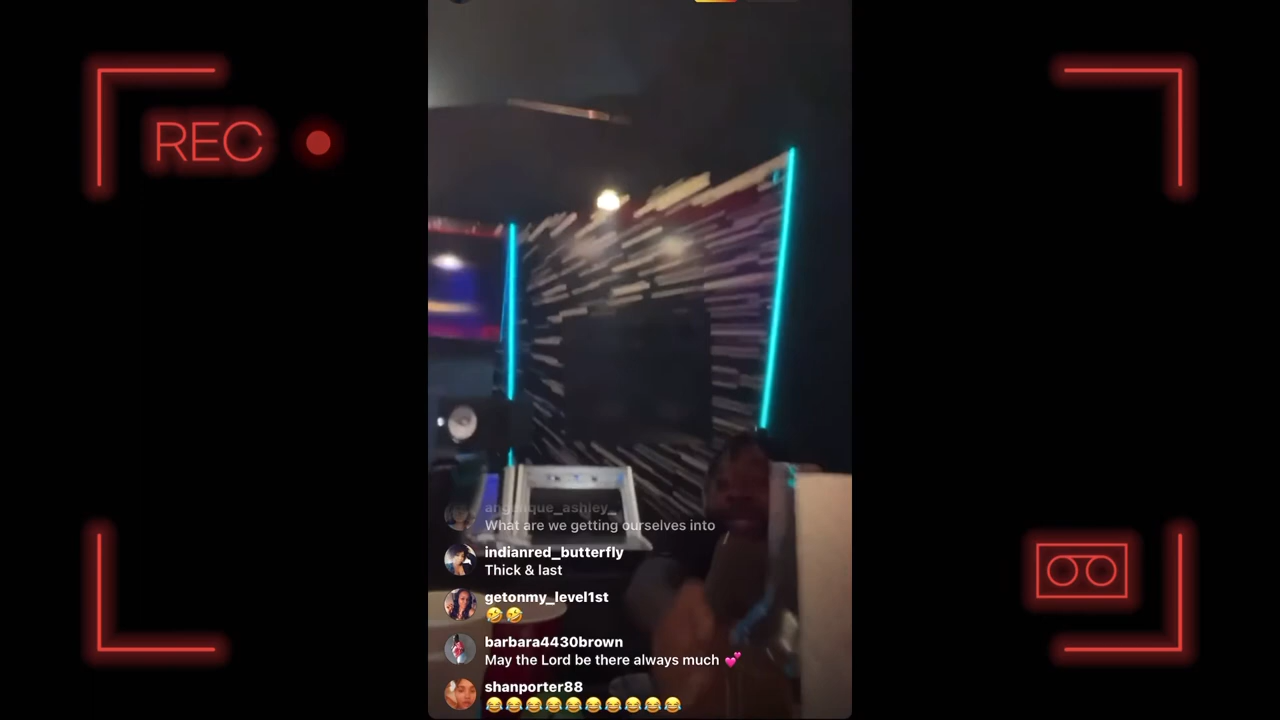 REC
angelique_ashley_
What are we getting ourselves into
indianred_butterfly
Thick & last
getonmy_level1st
🤣🤣
barbara4430brown
May the Lord be there always much 💕
shanporter88
😂😂😂😂😂😂😂😂😂😂